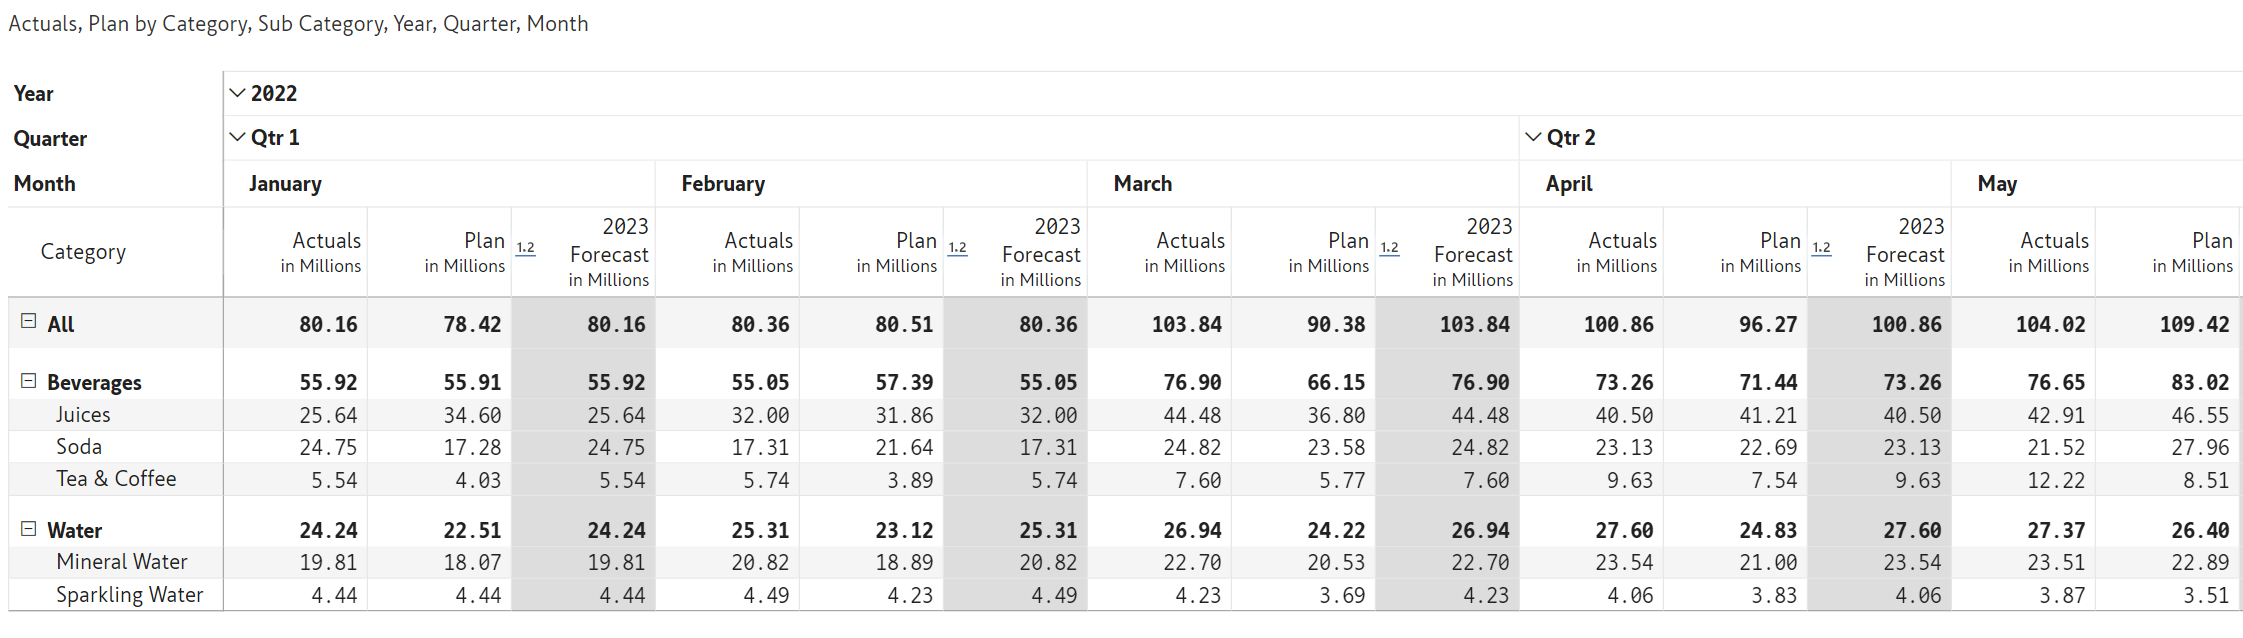 Actuals, Plan by Category, Sub Category, Year, Quarter, Month
Year 2022
Quarter Qtr 1 Qtr 2
Month January February March April May
Category Actuals in Millions Plan in Millions 1.2 2023 Forecast in Millions Actuals in Millions Plan in Millions 1.2 2023 Forecast in Millions Actuals in Millions Plan in Millions 1.2 2023 Forecast in Millions Actuals in Millions Plan in Millions 1.2 2023 Forecast in Millions Actuals in Millions Plan in Millions
All 80.16 78.42 80.16 80.36 80.51 80.36 103.84 90.38 103.84 100.86 96.27 100.86 104.02 109.42
Beverages 55.92 55.91 55.92 55.05 57.39 55.05 76.90 66.15 76.90 73.26 71.44 73.26 76.65 83.02
Juices 25.64 34.60 25.64 32.00 31.86 32.00 44.48 36.80 44.48 40.50 41.21 40.50 42.91 46.55
Soda 24.75 17.28 24.75 17.31 21.64 17.31 24.82 23.58 24.82 23.13 22.69 23.13 21.52 27.96
Tea & Coffee 5.54 4.03 5.54 5.74 3.89 5.74 7.60 5.77 7.60 9.63 7.54 9.63 12.22 8.51
Water 24.24 22.51 24.24 25.31 23.12 25.31 26.94 24.22 26.94 27.60 24.83 27.60 27.37 26.40
Mineral Water 19.81 18.07 19.81 20.82 18.89 20.82 22.70 20.53 22.70 23.54 21.00 23.54 23.51 22.89
Sparkling Water 4.44 4.44 4.44 4.49 4.23 4.49 4.23 3.69 4.23 4.06 3.83 4.06 3.87 3.51